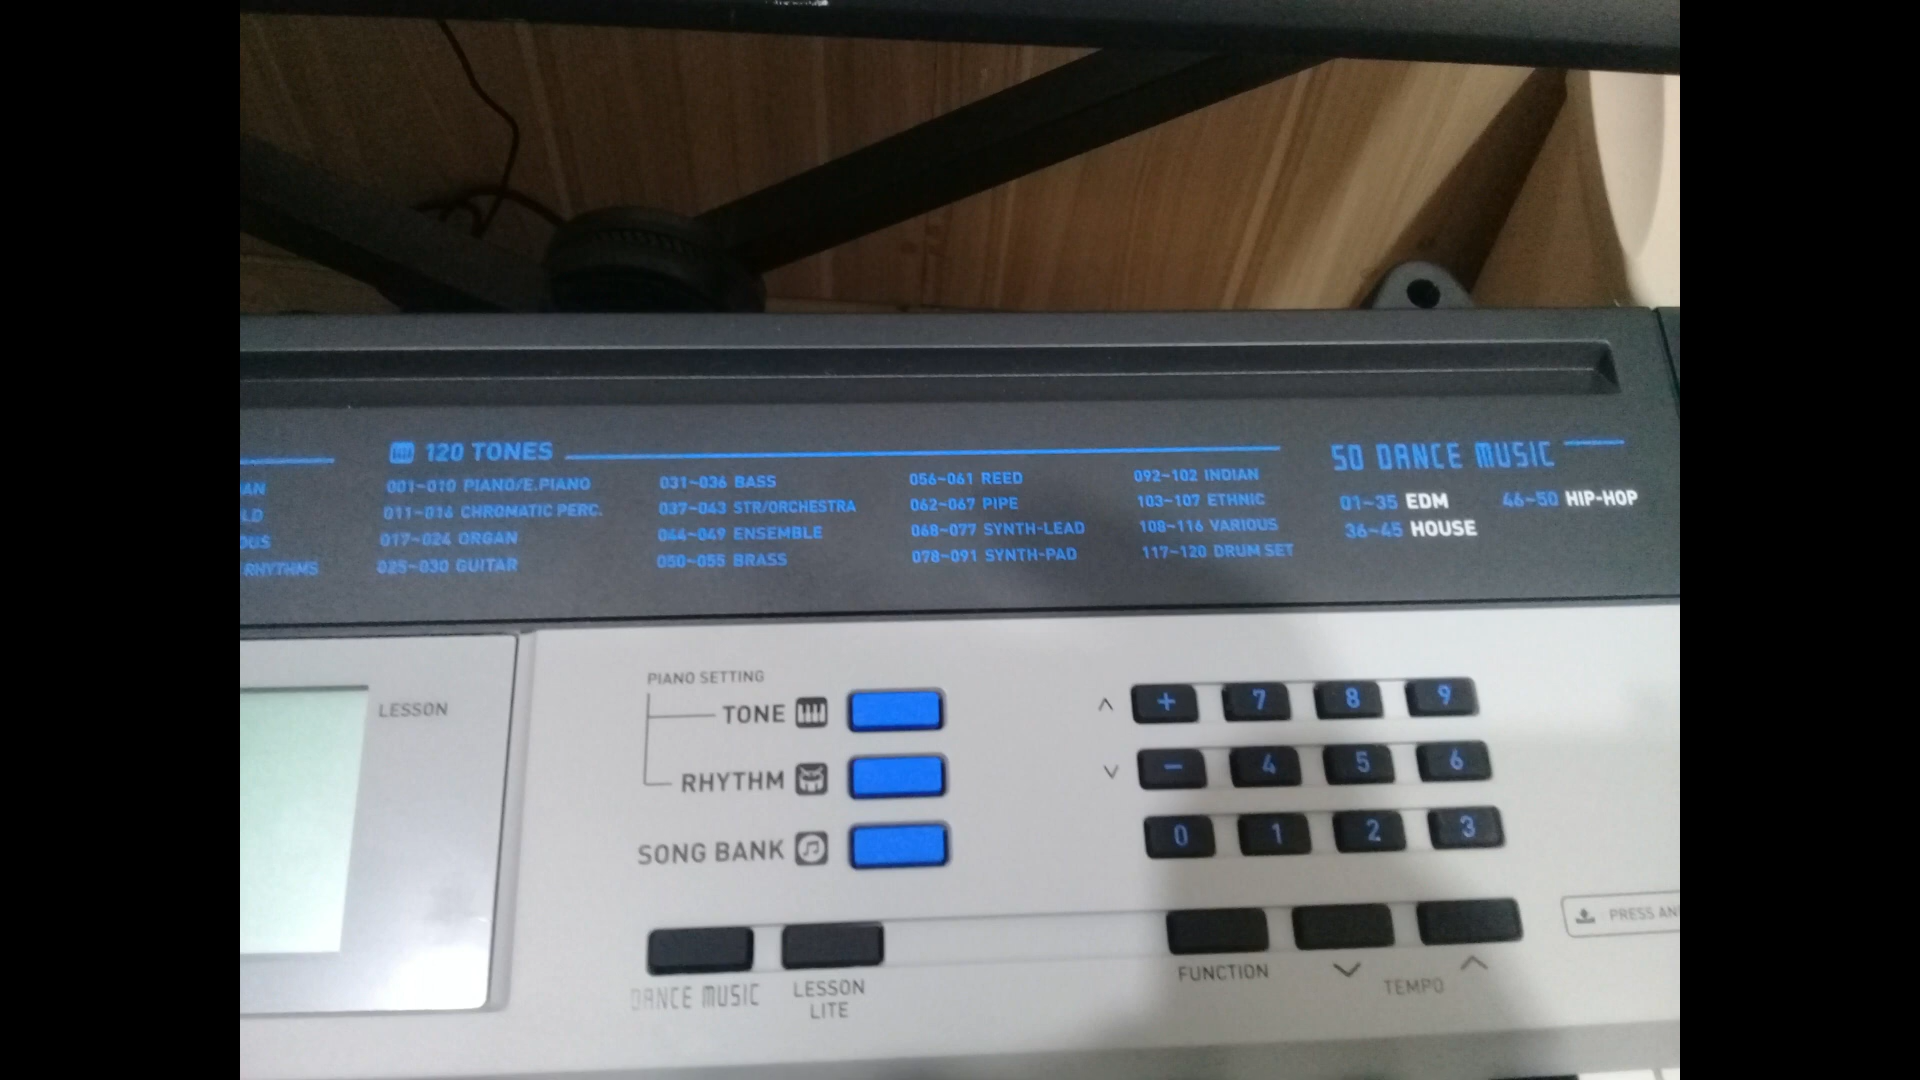 120 TONES
001~010 PIANO/E.PIANO
011~016 CHROMATIC PERC.
017~024 ORGAN
025~030 GUITAR
031~036 BASS
037~043 STR/ORCHESTRA
044~049 ENSEMBLE
050~055 BRASS
056~061 REED
062~067 PIPE
068~077 SYNTH-LEAD
078~091 SYNTH-PAD
092~102 INDIAN
103~107 ETHNIC
108~116 VARIOUS
117~120 DRUM SET
50 DANCE MUSIC
01~35 EDM
36~45 HOUSE
46~50 HIP-HOP
RHYTHMS
LESSON
PIANO SETTING
TONE
RHYTHM
SONG BANK
+ 7 8 9
- 4 5 6
0 1 2 3
DANCE MUSIC
LESSON
LITE
FUNCTION
TEMPO
PRESS